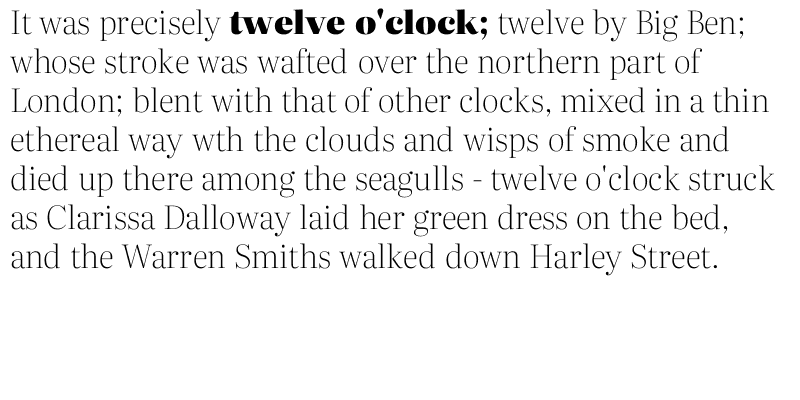 It was precisely twelve o'clock; twelve by Big Ben;
whose stroke was wafted over the northern part of
London; blent with that of other clocks, mixed in a thin
ethereal way wth the clouds and wisps of smoke and
died up there among the seagulls - twelve o'clock struck
as Clarissa Dalloway laid her green dress on the bed,
and the Warren Smiths walked down Harley Street.